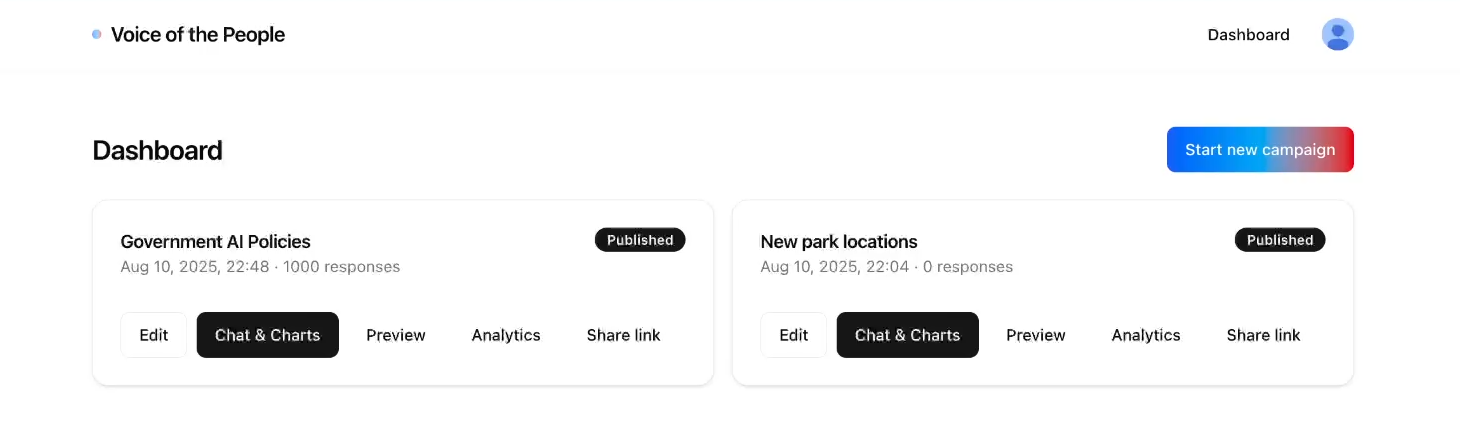 Voice of the People
Dashboard
Dashboard
Start new campaign
Government AI Policies
Published
Aug 10, 2025, 22:48 · 1000 responses
Edit
Chat & Charts
Preview
Analytics
Share link
New park locations
Published
Aug 10, 2025, 22:04 · 0 responses
Edit
Chat & Charts
Preview
Analytics
Share link